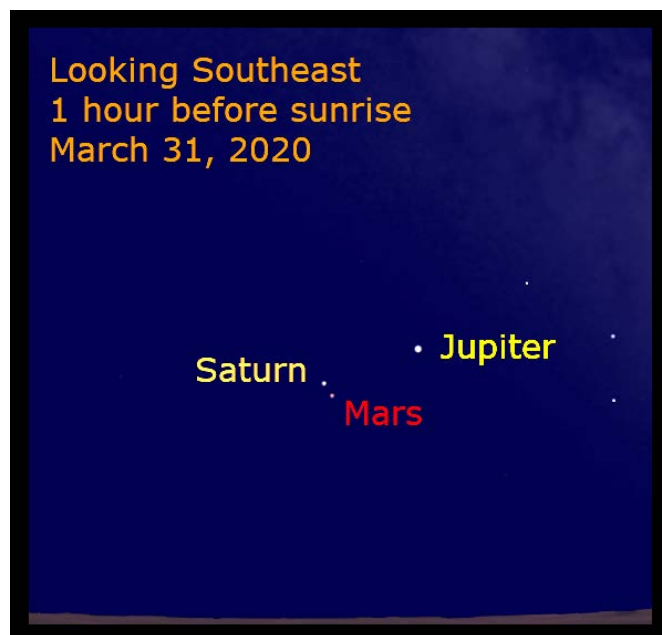 Looking Southeast
1 hour before sunrise
March 31, 2020
Jupiter
Saturn
Mars